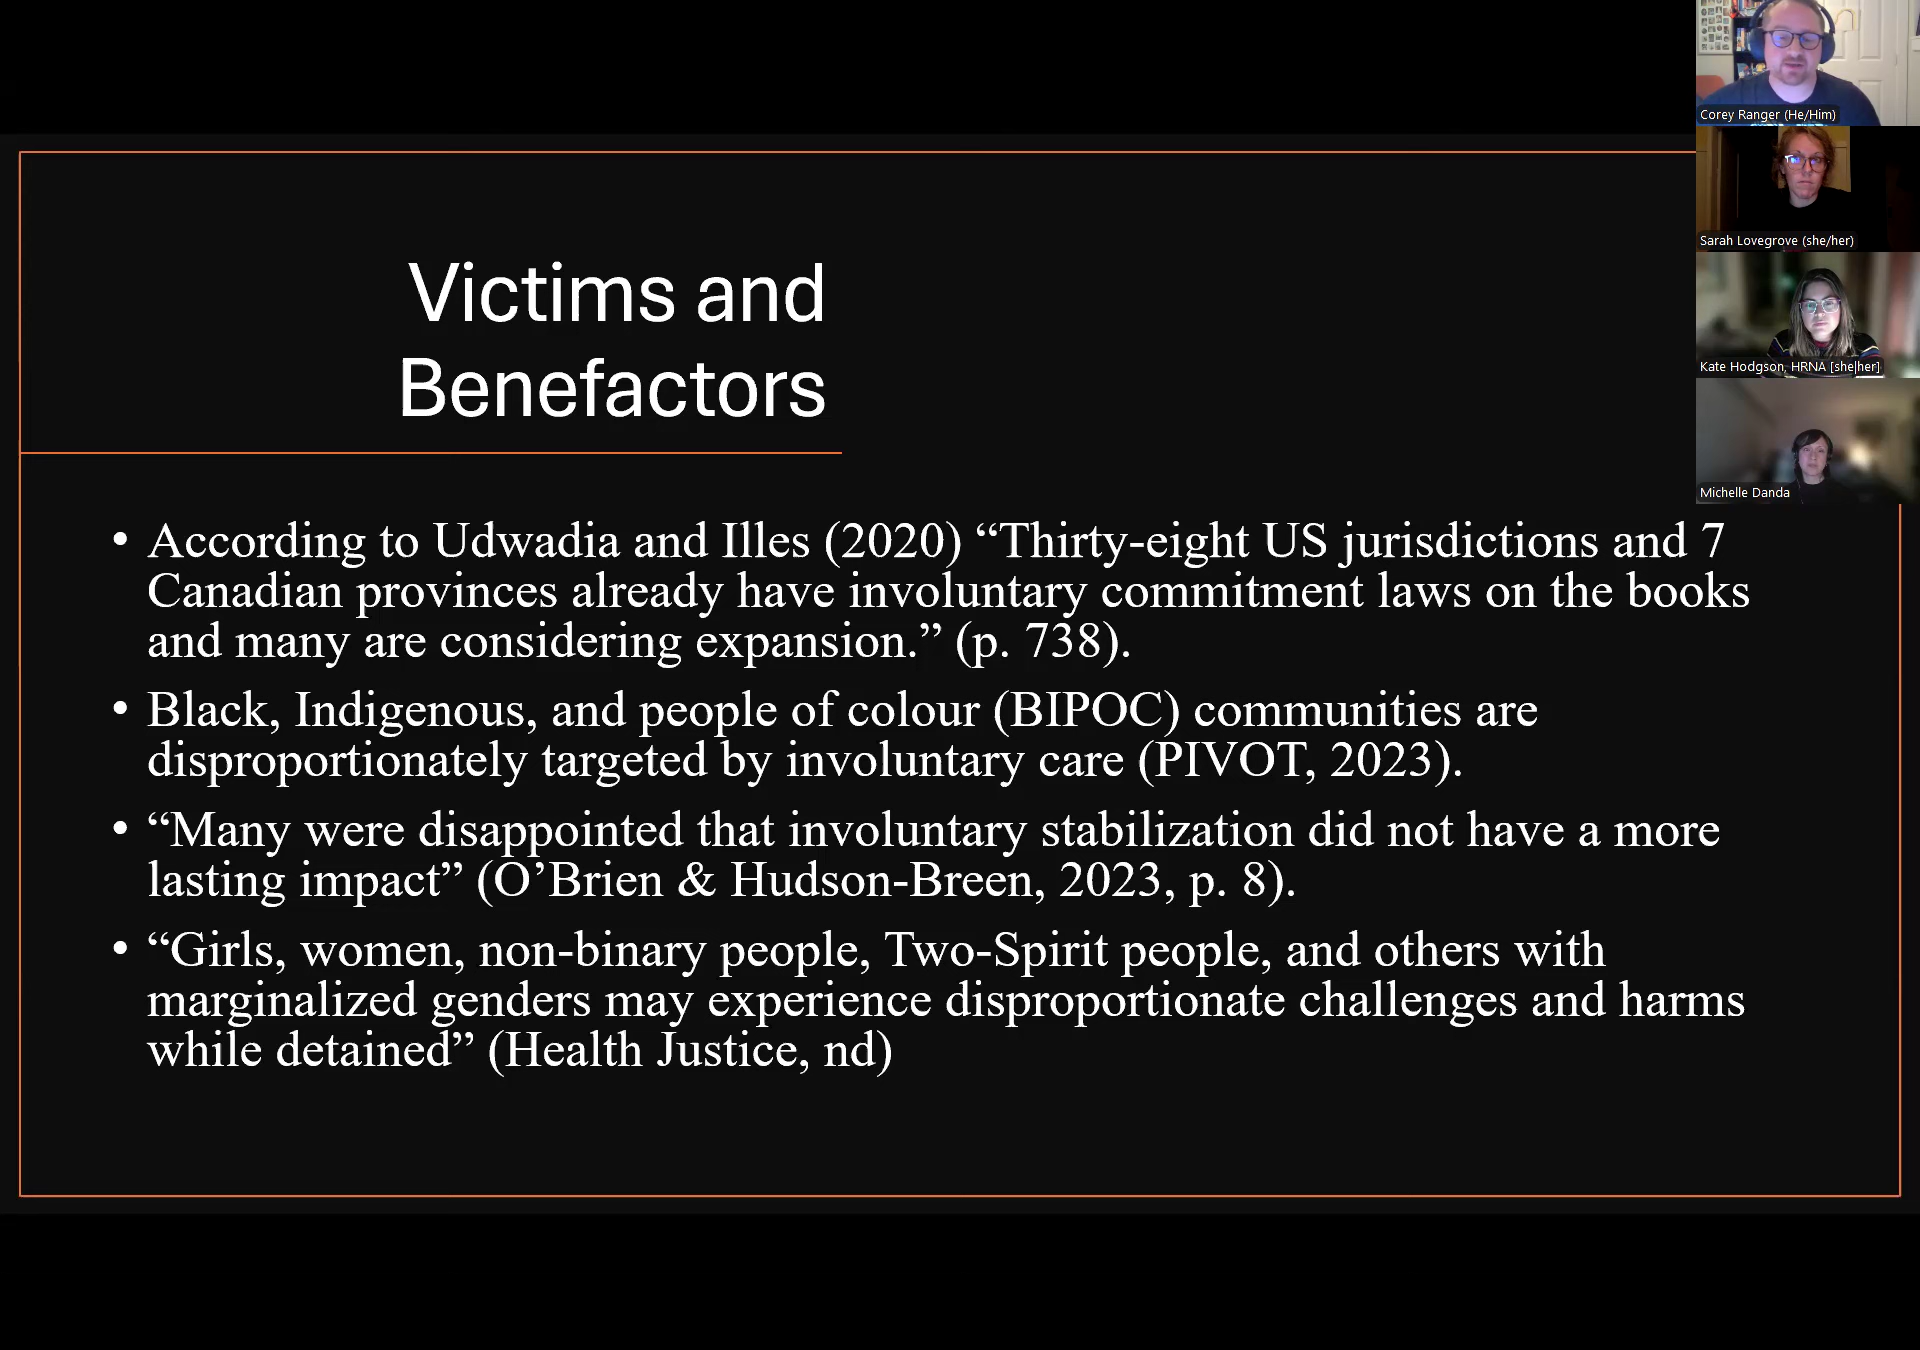 Victims and
Benefactors
• According to Udwadia and Illes (2020) “Thirty-eight US jurisdictions and 7
Canadian provinces already have involuntary commitment laws on the books
and many are considering expansion.” (p. 738).
• Black, Indigenous, and people of colour (BIPOC) communities are
disproportionately targeted by involuntary care (PIVOT, 2023).
• “Many were disappointed that involuntary stabilization did not have a more
lasting impact” (O’Brien & Hudson-Breen, 2023, p. 8).
• “Girls, women, non-binary people, Two-Spirit people, and others with
marginalized genders may experience disproportionate challenges and harms
while detained” (Health Justice, nd)
Corey Ranger (He/Him)
Sarah Lovegrove (she/her)
Kate Hodgson, HRNA [she|her]
Michelle Danda